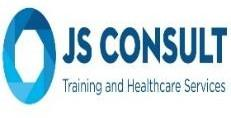 JS CONSULT
Training and Healthcare Services